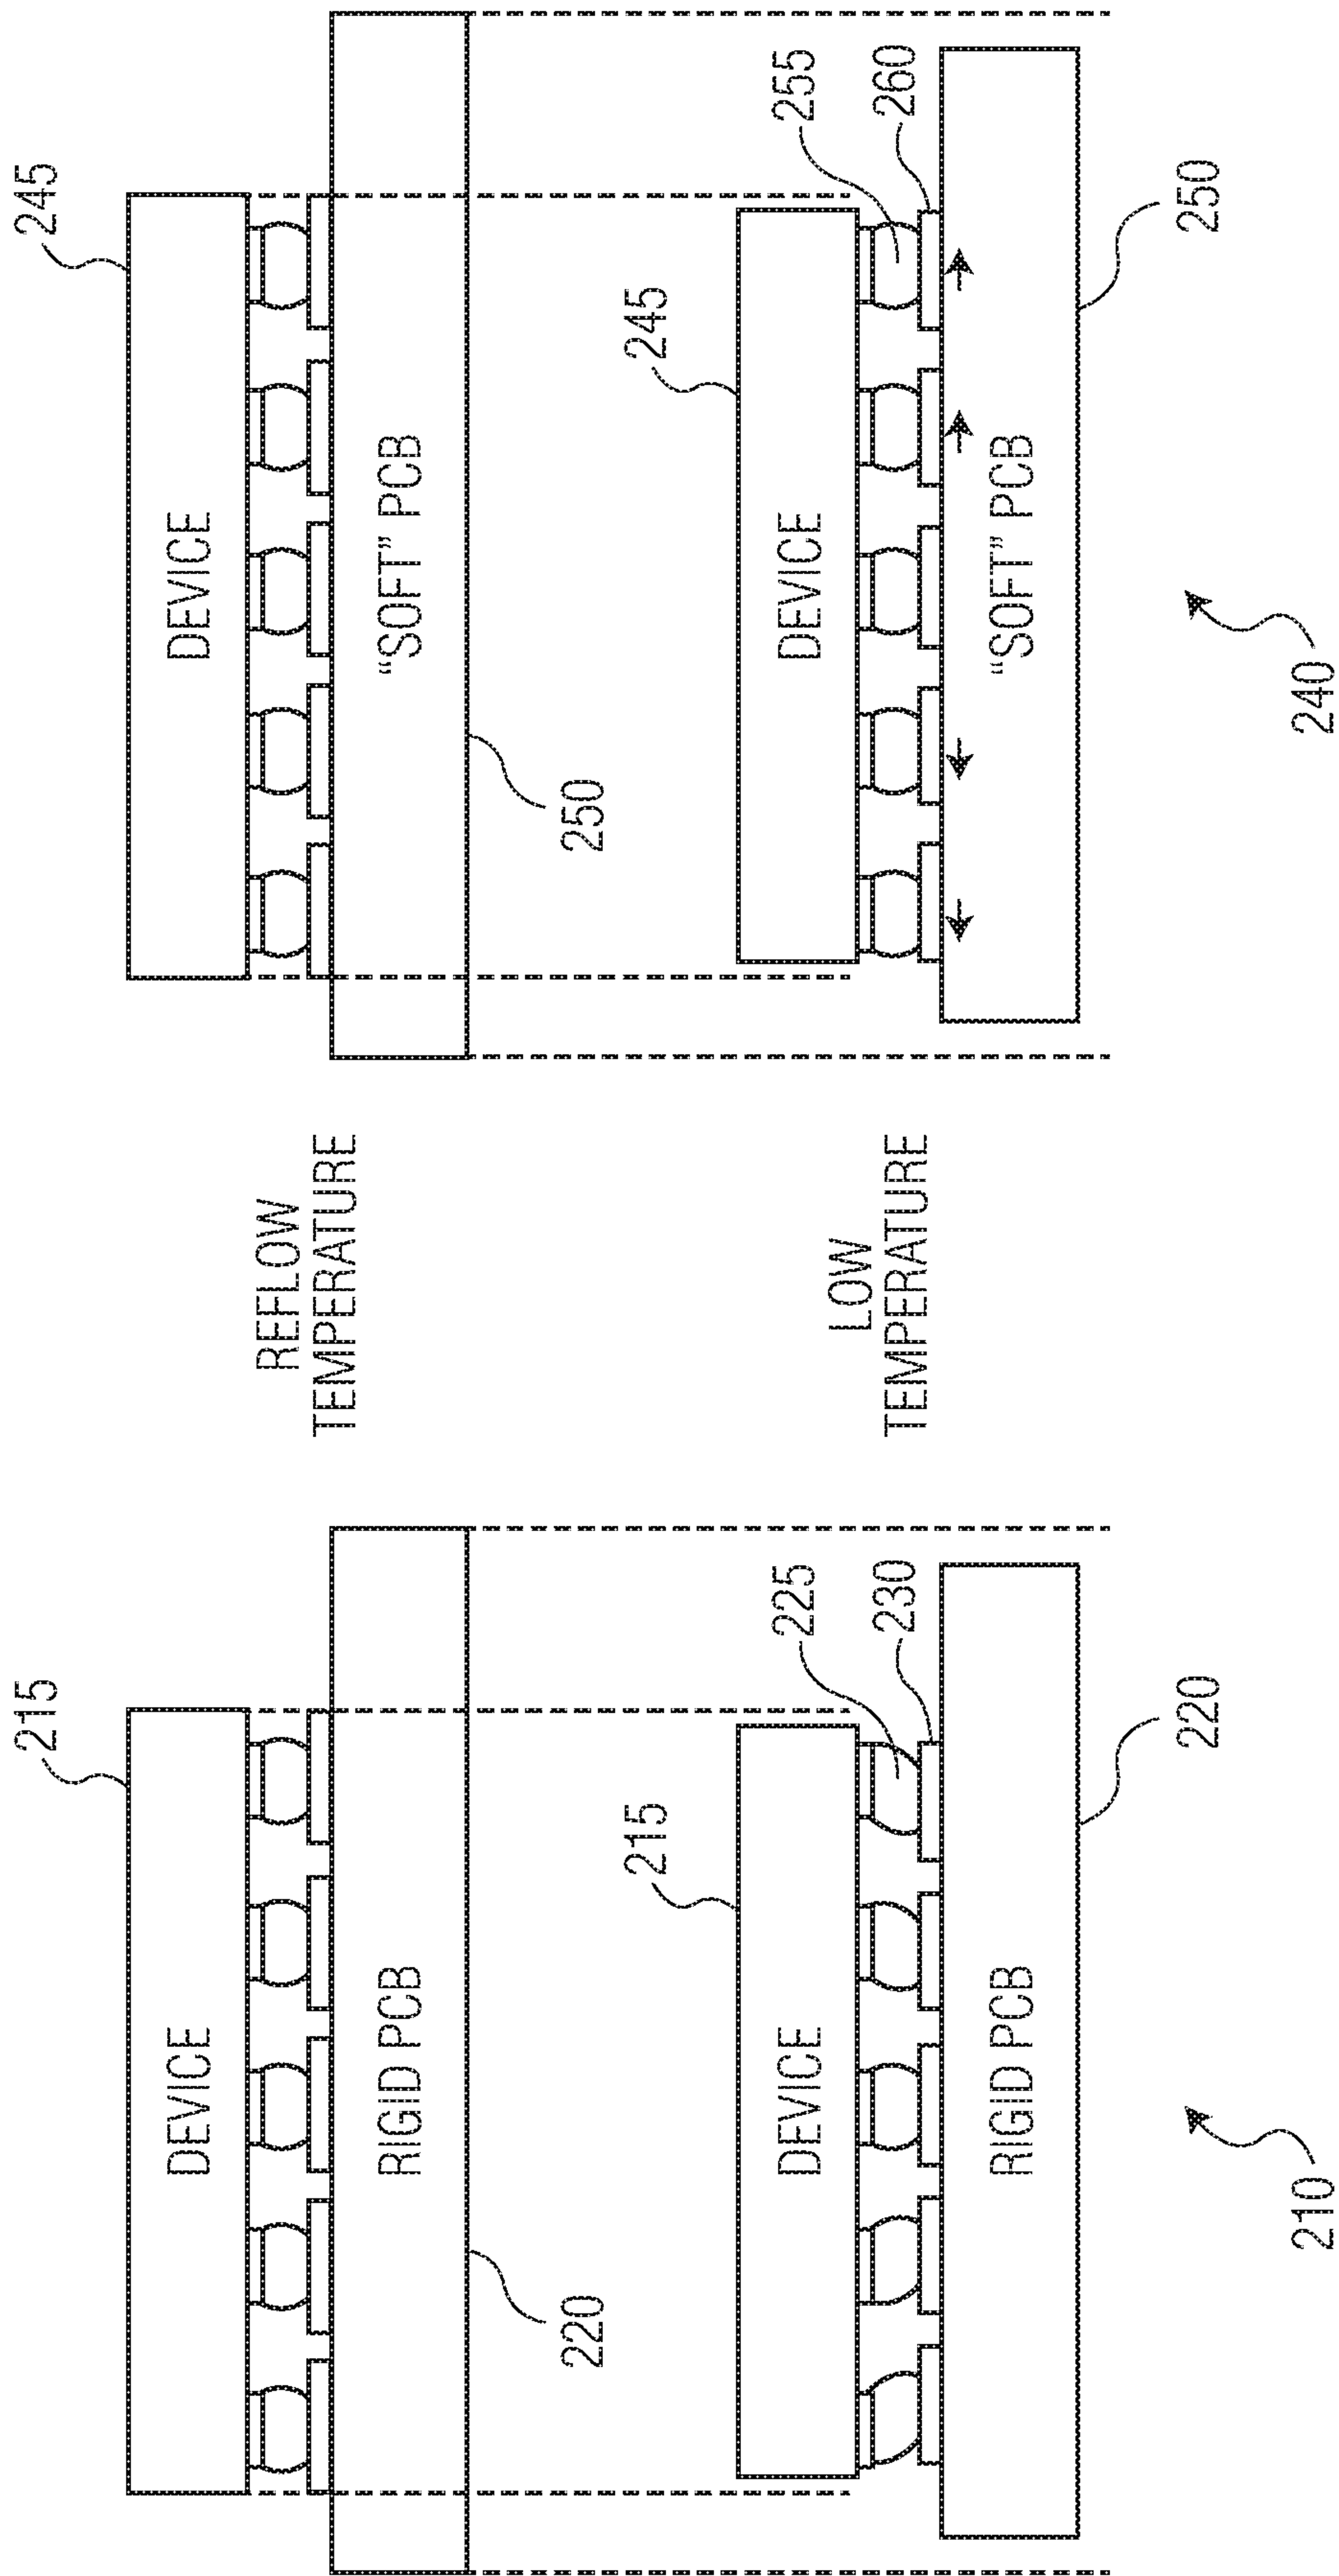 215
DEVICE
RIGID PCB
220
215
DEVICE
225
230
RIGID PCB
220
210
REFLOW
TEMPERATURE
LOW
TEMPERATURE
245
DEVICE
“SOFT” PCB
250
245
DEVICE
255
260
“SOFT” PCB
250
240